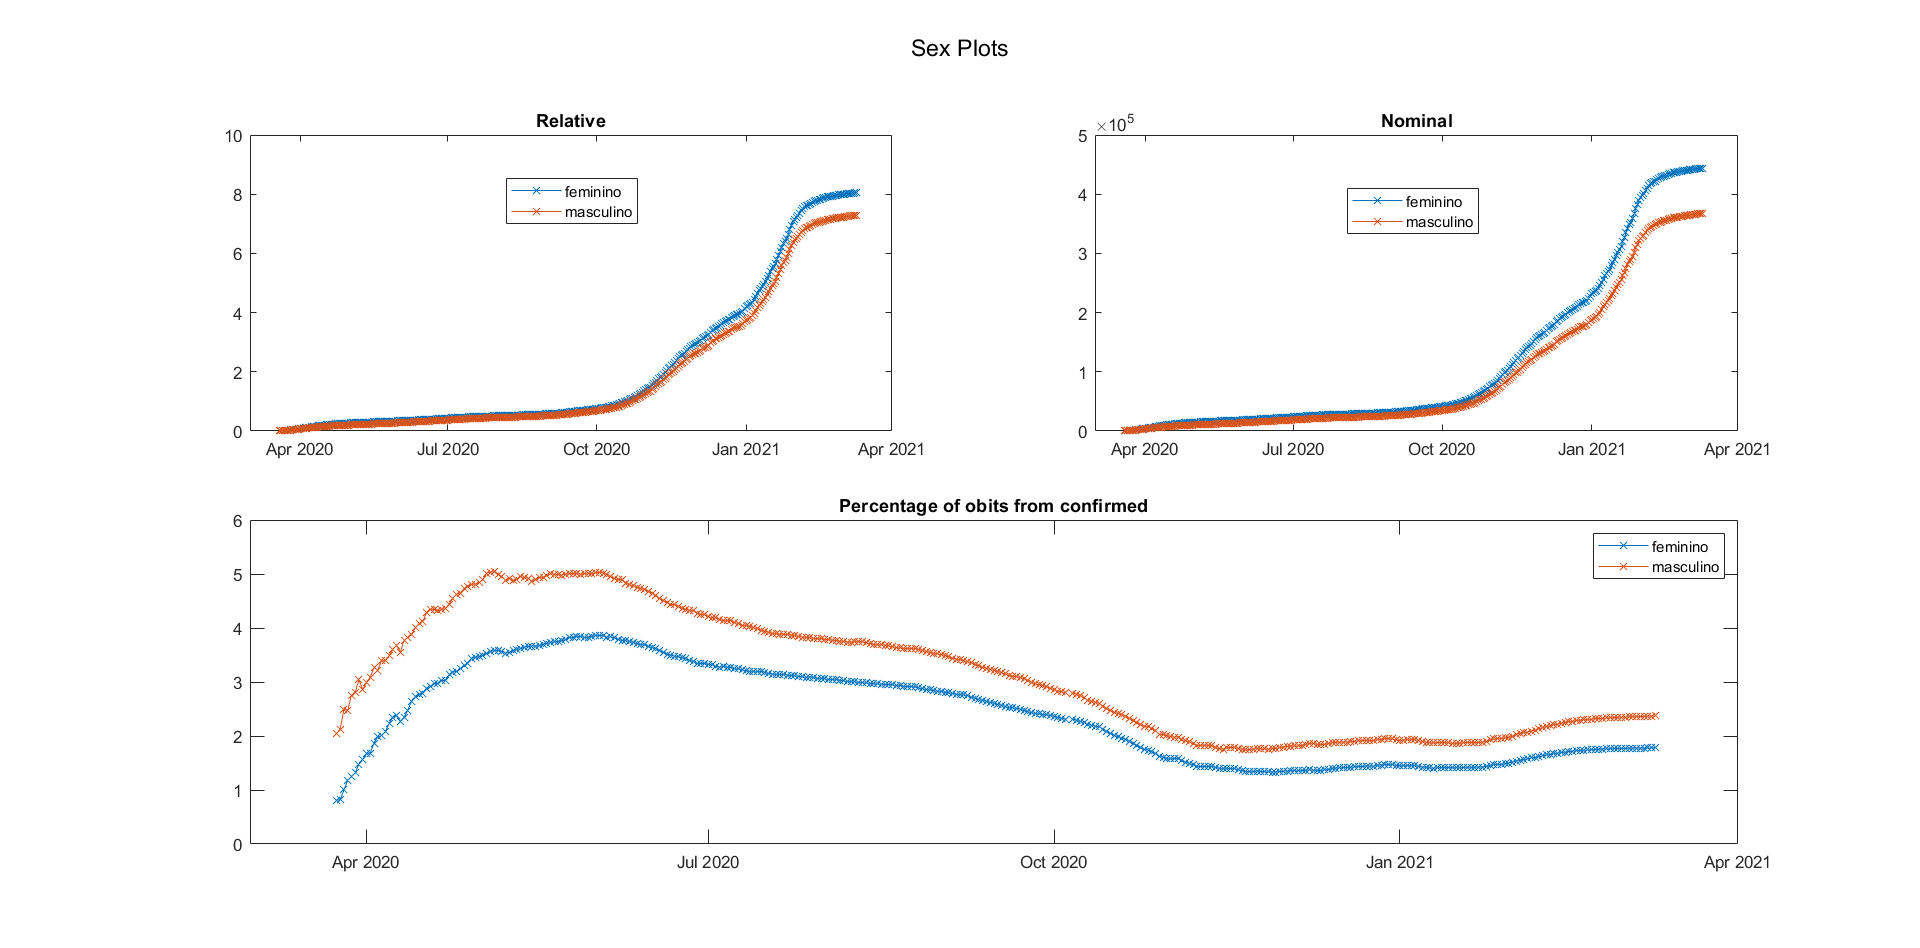 Sex Plots
Relative
10
8
6
4
2
0
Apr 2020
Jul 2020
Oct 2020
Jan 2021
Apr 2021
feminino
masculino
Nominal
×10^5
5
4
3
2
1
0
Apr 2020
Jul 2020
Oct 2020
Jan 2021
Apr 2021
feminino
masculino
Percentage of obits from confirmed
6
5
4
3
2
1
0
Apr 2020
Jul 2020
Oct 2020
Jan 2021
Apr 2021
feminino
masculino